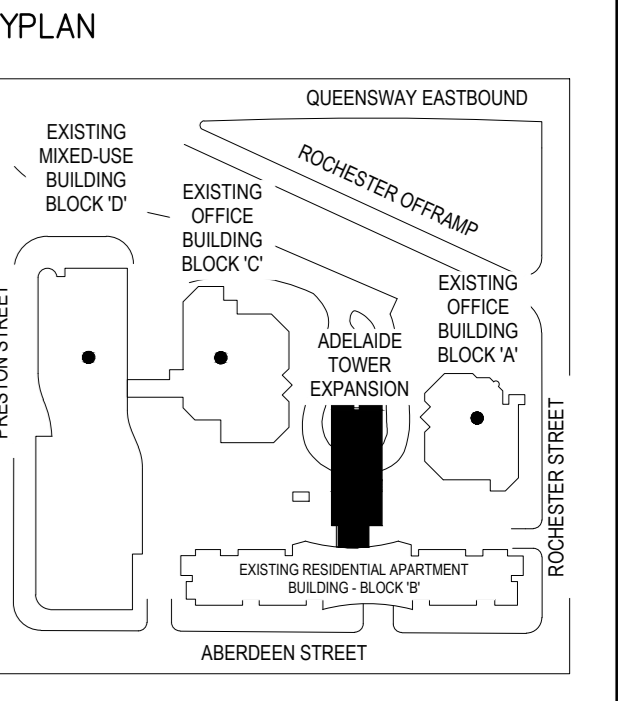 YPLAN
QUEENSWAY EASTBOUND
EXISTING
MIXED-USE
BUILDING
BLOCK 'D'
ROCHESTER OFFRAMP
EXISTING
OFFICE
BUILDING
BLOCK 'C'
EXISTING
OFFICE
BUILDING
BLOCK 'A'
ADELAIDE
TOWER
EXPANSION
PRESTON STREET
ROCHESTER STREET
EXISTING RESIDENTIAL APARTMENT
BUILDING - BLOCK 'B'
ABERDEEN STREET